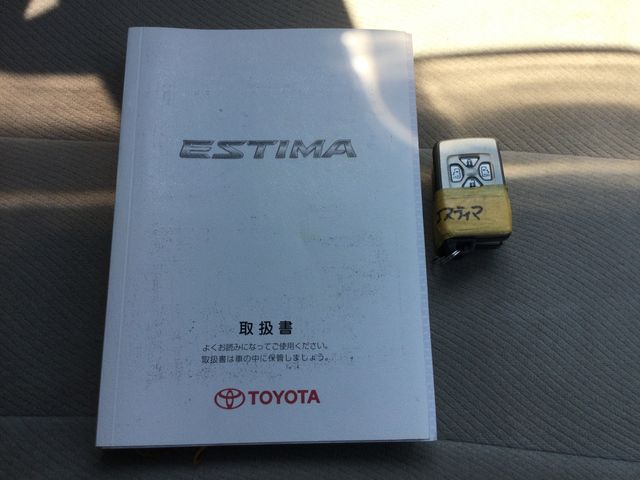 ESTIMA
取扱書
よくお読みになってご使用ください。
取扱書は車の中に保管しましょう。
TOYOTA
エスティマ